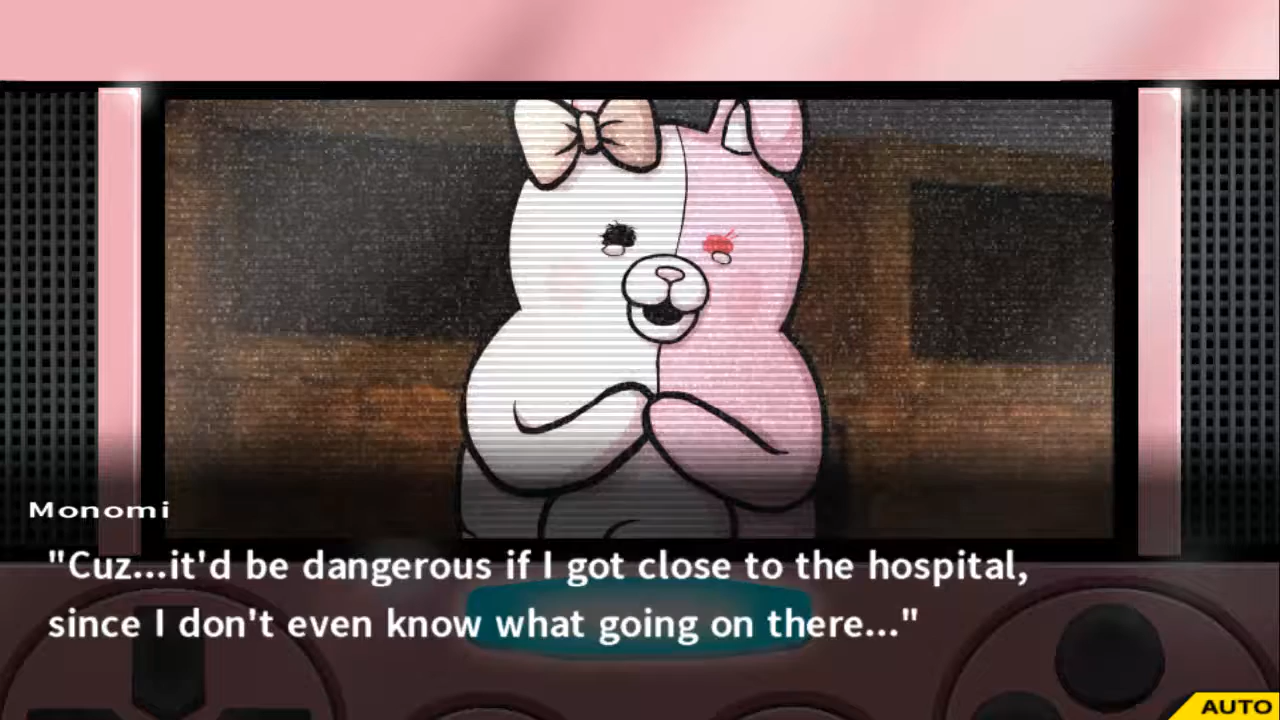 Monomi
"Cuz...it'd be dangerous if I got close to the hospital,
since I don't even know what going on there..."
AUTO